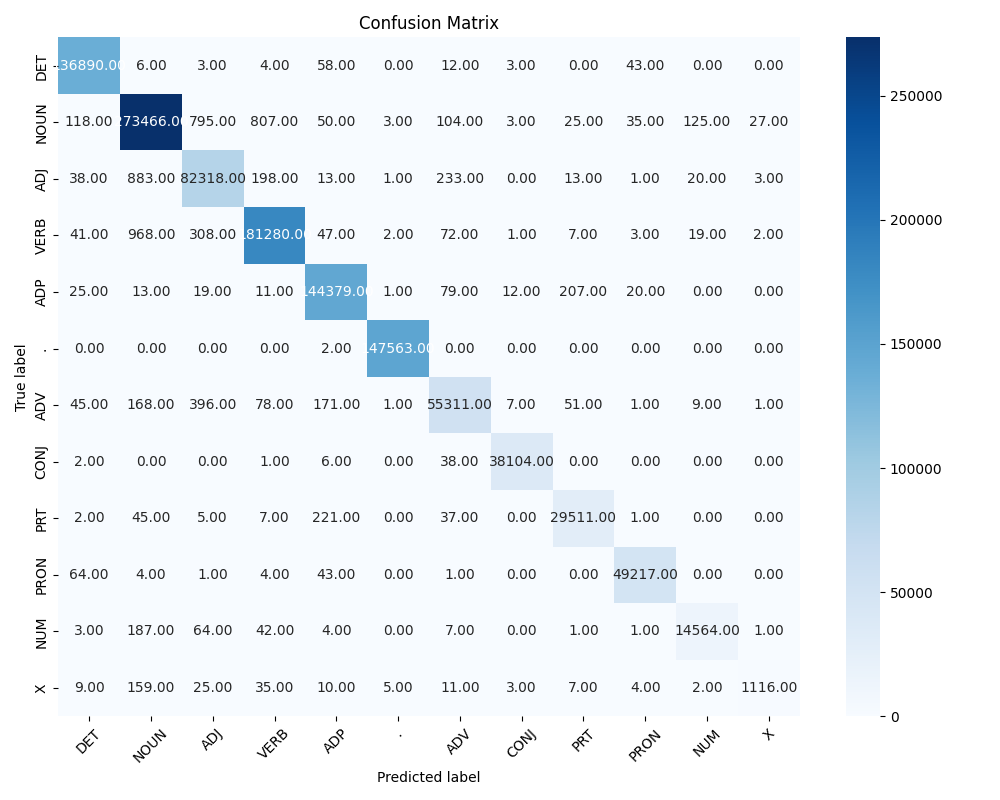 Confusion Matrix
DET 136890.00 6.00 3.00 4.00 58.00 0.00 12.00 3.00 0.00 43.00 0.00 0.00
NOUN 118.00 273466.00 795.00 807.00 50.00 3.00 104.00 3.00 25.00 35.00 125.00 27.00
ADJ 38.00 883.00 82318.00 198.00 13.00 1.00 233.00 0.00 13.00 1.00 20.00 3.00
VERB 41.00 968.00 308.00 181280.00 47.00 2.00 72.00 1.00 7.00 3.00 19.00 2.00
ADP 25.00 13.00 19.00 11.00 144379.00 1.00 79.00 12.00 207.00 20.00 0.00 0.00
. 0.00 0.00 0.00 0.00 2.00 147563.00 0.00 0.00 0.00 0.00 0.00 0.00
ADV 45.00 168.00 396.00 78.00 171.00 1.00 55311.00 7.00 51.00 1.00 9.00 1.00
CONJ 2.00 0.00 0.00 1.00 6.00 0.00 38.00 38104.00 0.00 0.00 0.00 0.00
PRT 2.00 45.00 5.00 7.00 221.00 0.00 37.00 0.00 29511.00 1.00 0.00 0.00
PRON 64.00 4.00 1.00 4.00 43.00 0.00 1.00 0.00 0.00 49217.00 0.00 0.00
NUM 3.00 187.00 64.00 42.00 4.00 0.00 7.00 0.00 1.00 1.00 14564.00 1.00
X 9.00 159.00 25.00 35.00 10.00 5.00 11.00 3.00 7.00 4.00 2.00 1116.00
DET NOUN ADJ VERB ADP . ADV CONJ PRT PRON NUM X
True label
Predicted label
250000
200000
150000
100000
50000
0